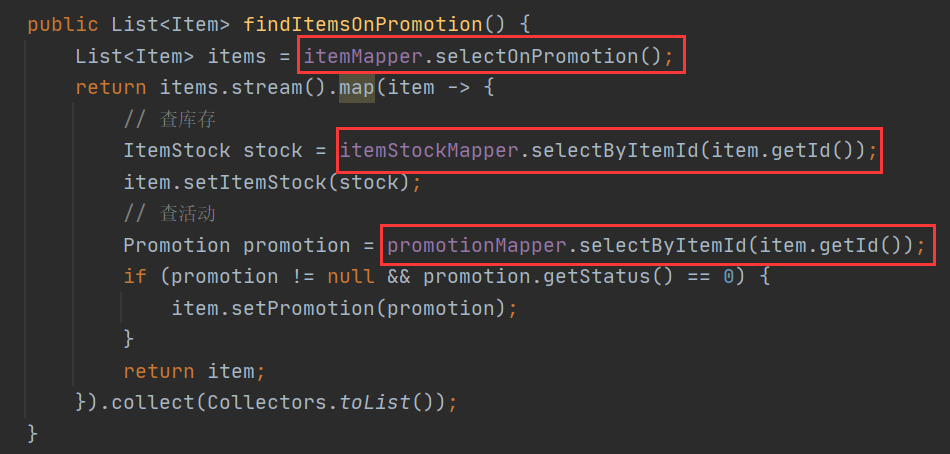 public List<Item> findItemsOnPromotion() {
    List<Item> items = itemMapper.selectOnPromotion();
    return items.stream().map(item -> {
        // 查库存
        ItemStock stock = itemStockMapper.selectByItemId(item.getId());
        item.setItemStock(stock);
        // 查活动
        Promotion promotion = promotionMapper.selectByItemId(item.getId());
        if (promotion != null && promotion.getStatus() == 0) {
            item.setPromotion(promotion);
        }
        return item;
    }).collect(Collectors.toList());
}